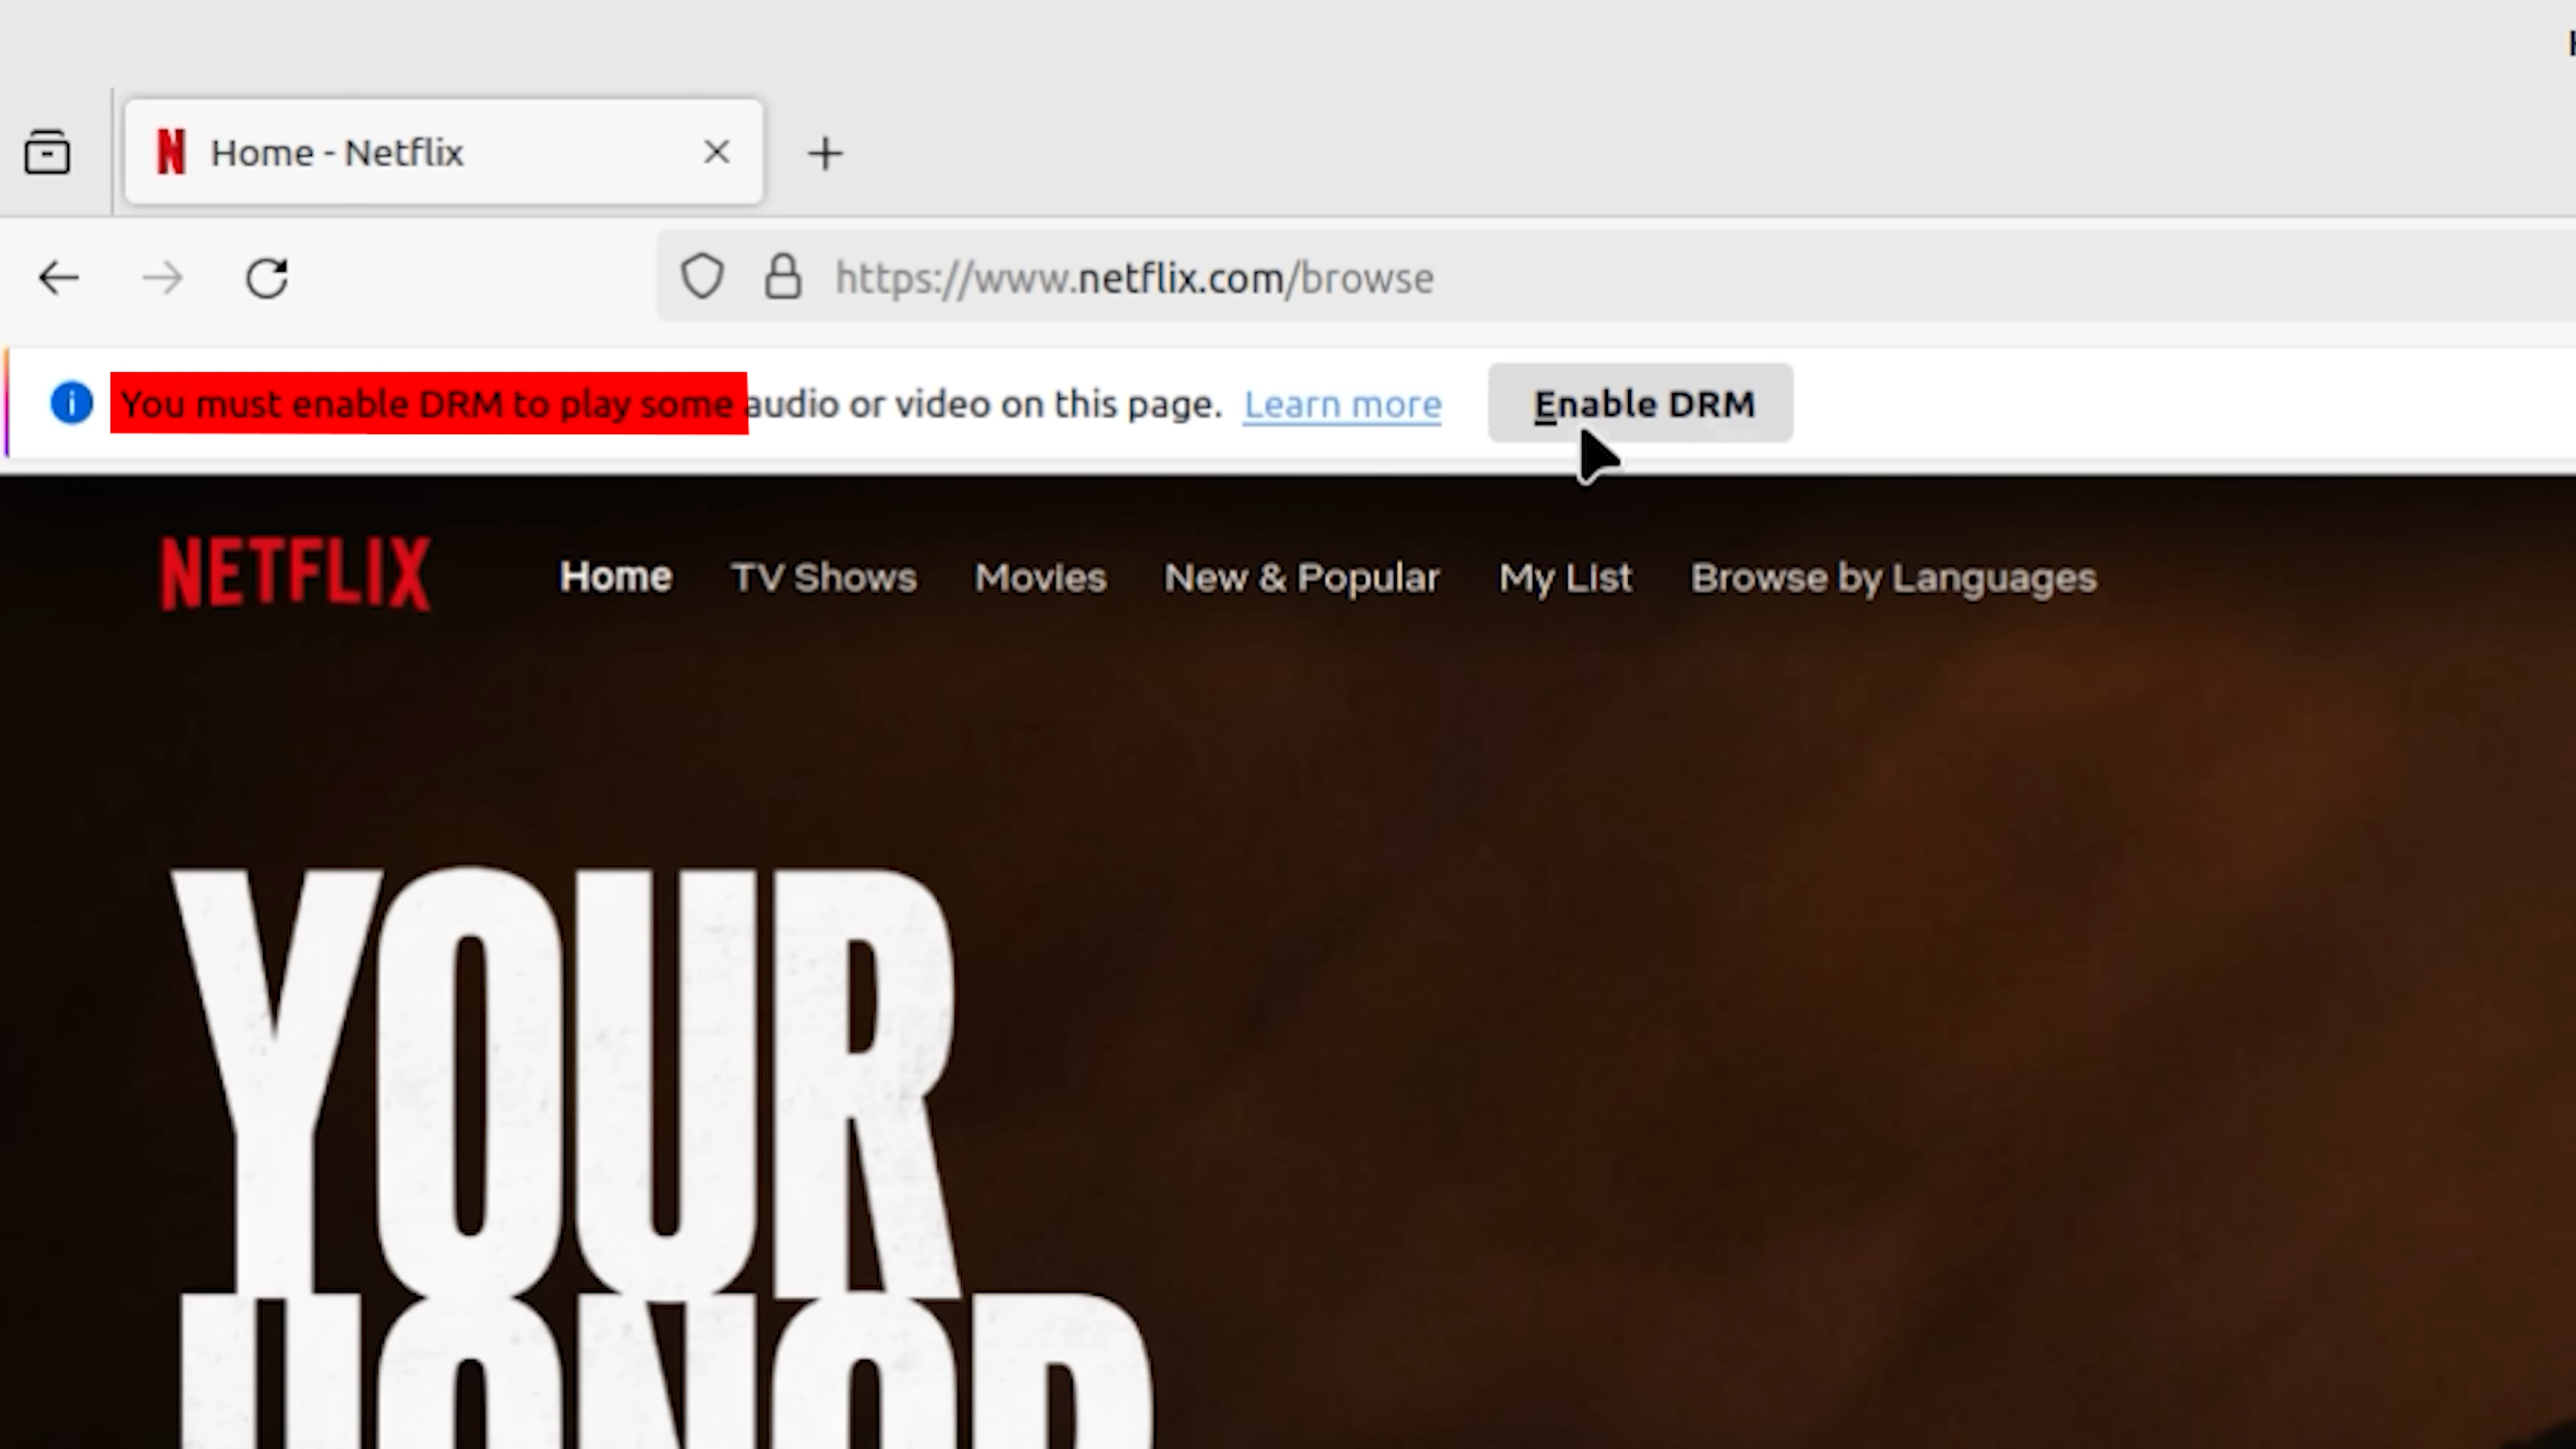 Home - Netflix
https://www.netflix.com/browse
You must enable DRM to play some audio or video on this page. Learn more Enable DRM
NETFLIX Home TV Shows Movies New & Popular My List Browse by Languages
YOUR
HONOR